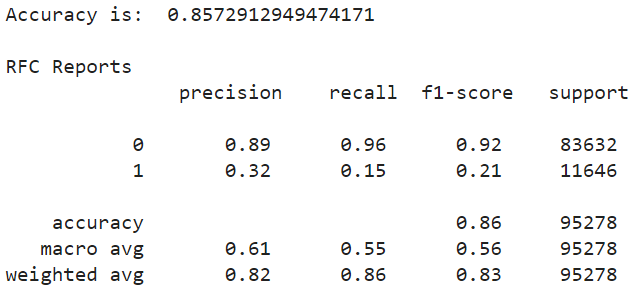 Accuracy is:  0.8572912949474171
RFC Reports
precision    recall  f1-score   support
0       0.89      0.96      0.92     83632
1       0.32      0.15      0.21     11646
accuracy                           0.86     95278
macro avg       0.61      0.55      0.56     95278
weighted avg       0.82      0.86      0.83     95278